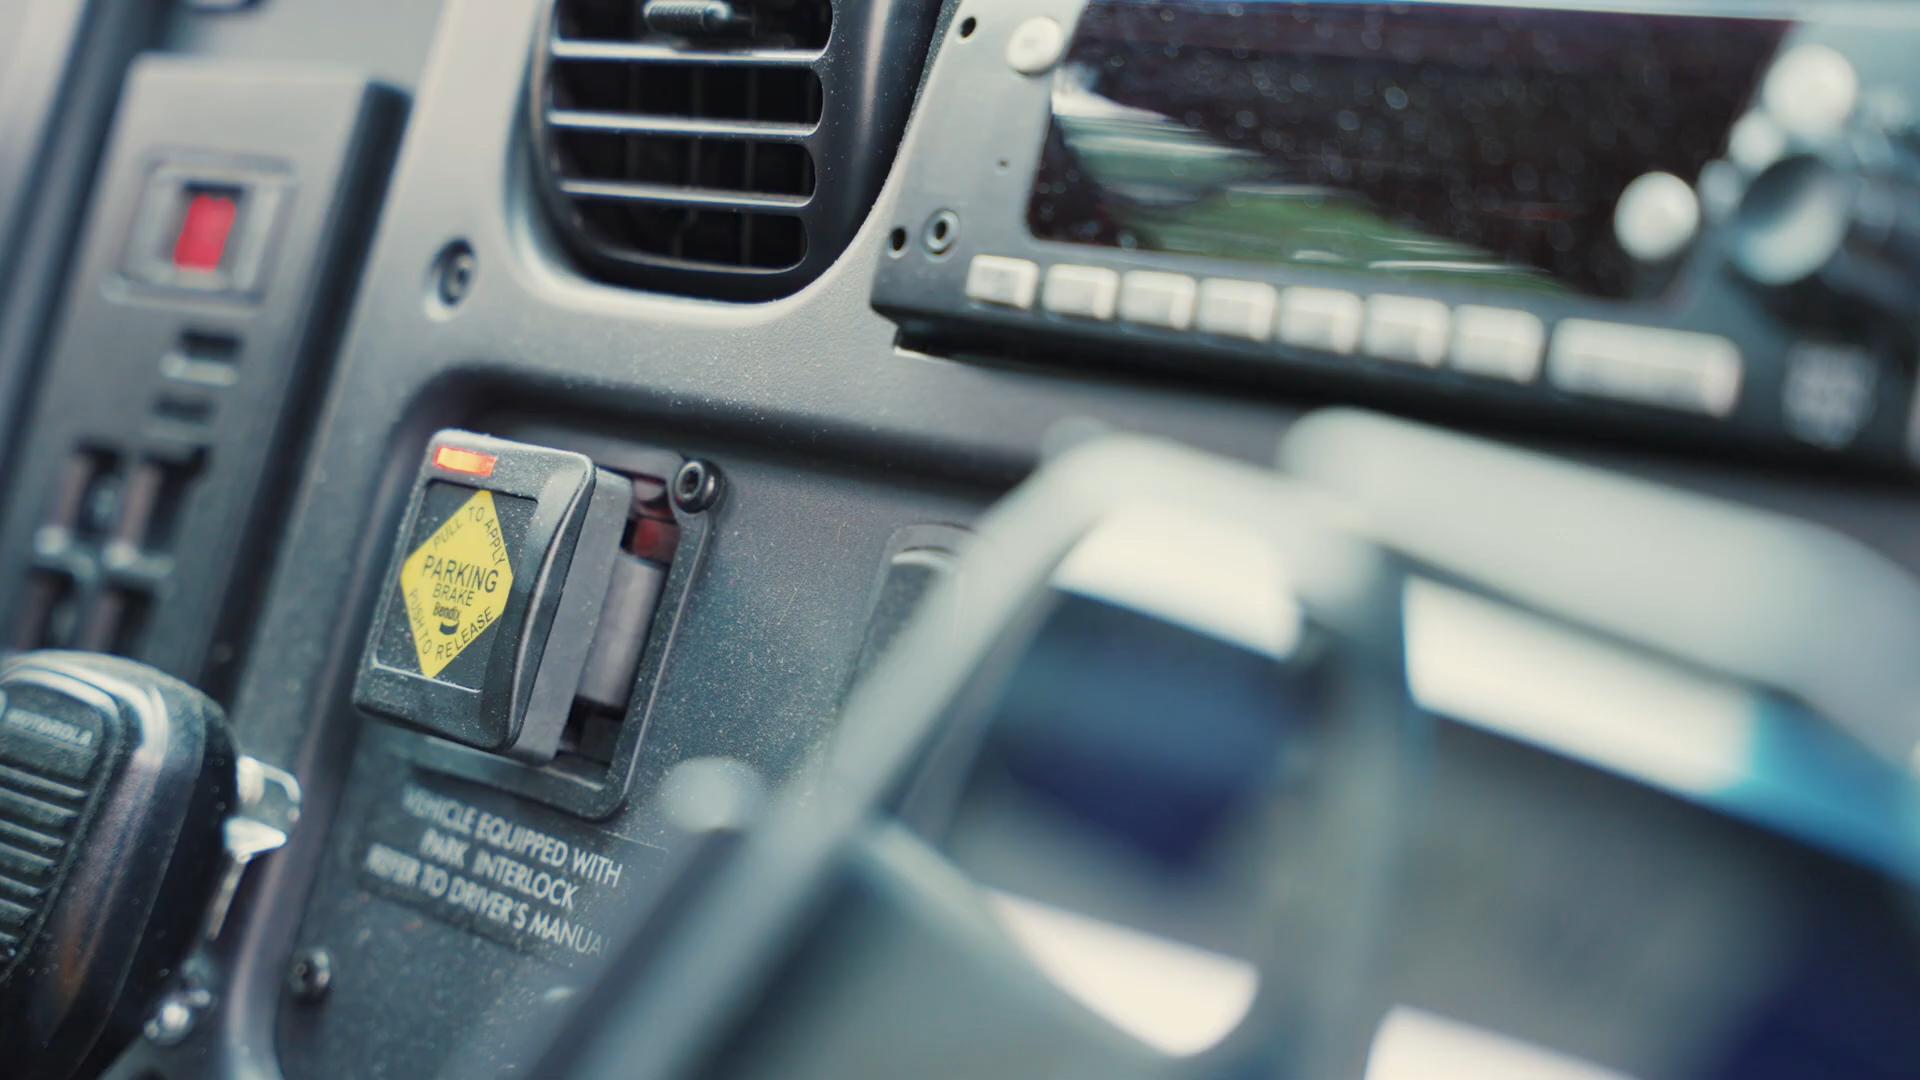 PULL TO APPLY
PARKING
BRAKE
Bendix
PUSH TO RELEASE
VEHICLE EQUIPPED WITH
PARK INTERLOCK
REFER TO DRIVER'S MANUAL
MOTOROLA